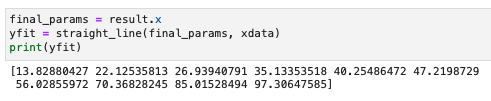 final_params = result.x
yfit = straight_line(final_params, xdata)
print(yfit)
[13.82880427 22.12535813 26.93940791 35.13353518 40.25486472 47.2198729
56.02855972 70.36828245 85.01528494 97.30647585]